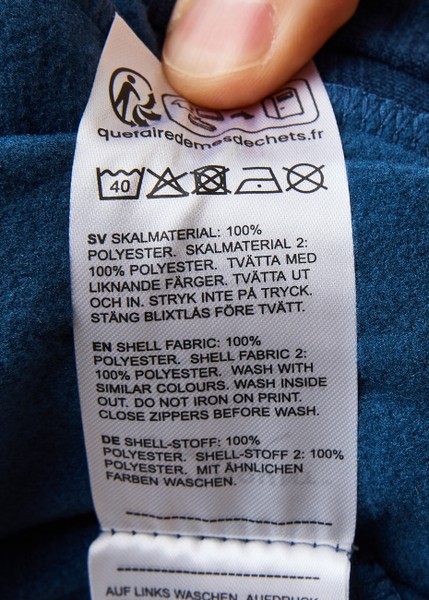 quefairedemesdechets.fr
40
SV SKALMATERIAL: 100%
POLYESTER. SKALMATERIAL 2:
100% POLYESTER. TVÄTTA MED
LIKNANDE FÄRGER. TVÄTTA UT
OCH IN. STRYK INTE PÅ TRYCK.
STÄNG BLIXTLÅS FÖRE TVÄTT.
EN SHELL FABRIC: 100%
POLYESTER. SHELL FABRIC 2:
100% POLYESTER. WASH WITH
SIMILAR COLOURS. WASH INSIDE
OUT. DO NOT IRON ON PRINT.
CLOSE ZIPPERS BEFORE WASH.
DE SHELL-STOFF: 100%
POLYESTER. SHELL-STOFF 2: 100%
POLYESTER. MIT ÄHNLICHEN
FARBEN WASCHEN.
AUF LINKS WASCHEN. AUFDRUCK